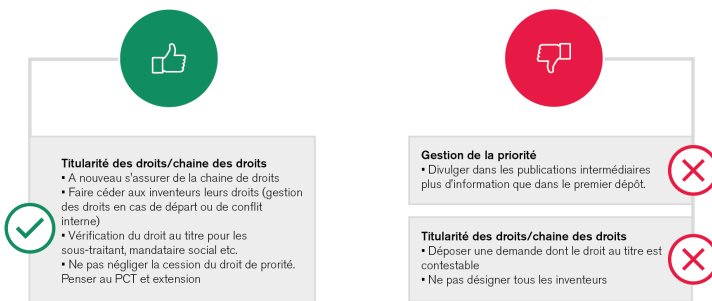 Titularité des droits/chaine des droits
▪ A nouveau s'assurer de la chaine de droits
▪ Faire céder aux inventeurs leurs droits (gestion
des droits en cas de départ ou de conflit
interne)
▪ Vérification du droit au titre pour les
sous-traitant, mandataire social etc.
▪ Ne pas négliger la cession du droit de prorité.
Penser au PCT et extension
Gestion de la priorité
▪ Divulger dans les publications intermédiaires
plus d'information que dans le premier dépôt.
Titularité des droits/chaine des droits
▪ Déposer une demande dont le droit au titre est
contestable
▪ Ne pas désigner tous les inventeurs